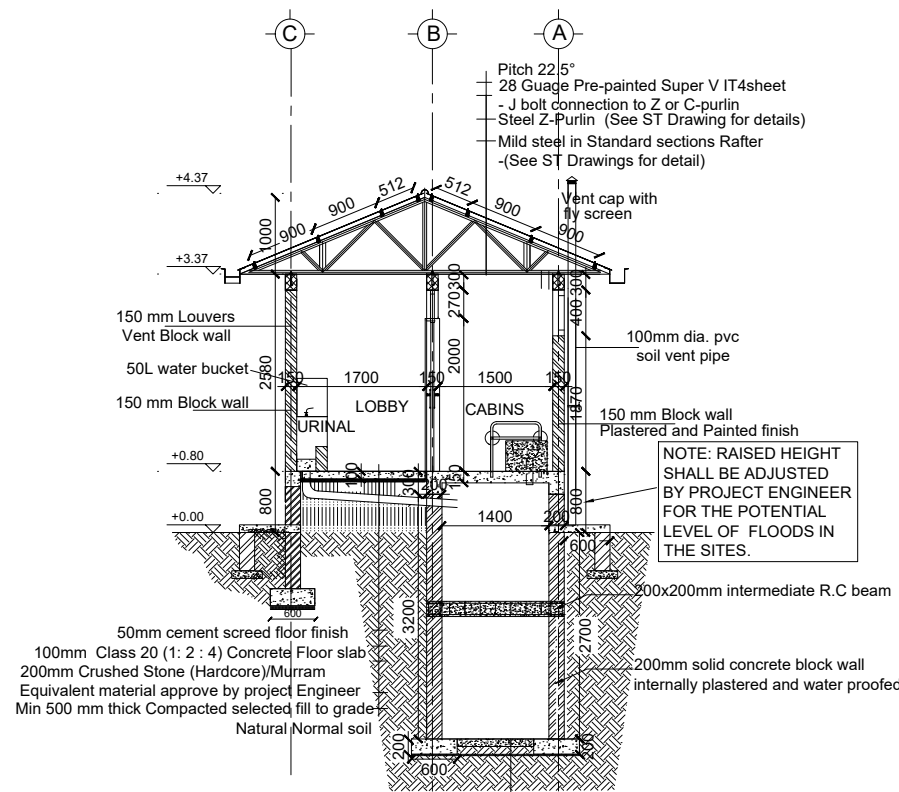 C
B
A
Pitch 22.5°
28 Guage Pre-painted Super V IT4sheet
- J bolt connection to Z or C-purlin
Steel Z-Purlin (See ST Drawing for details)
Mild steel in Standard sections Rafter
-(See ST Drawings for detail)
+4.37
512
512
Vent cap with
fly screen
900
900
900
900
1000
+3.37
300
270
300
400
150 mm Louvers
Vent Block wall
100mm dia. pvc
soil vent pipe
2580
2000
50L water bucket
150
1700
150
1500
150
150 mm Block wall
LOBBY
CABINS
URINAL
150 mm Block wall
Plastered and Painted finish
+0.80
NOTE: RAISED HEIGHT
SHALL BE ADJUSTED
BY PROJECT ENGINEER
FOR THE POTENTIAL
LEVEL OF FLOODS IN
THE SITES.
100
300
200
150
800
800
+0.00
1400
200
600
200x200mm intermediate R.C beam
600
3200
2700
50mm cement screed floor finish
100mm Class 20 (1: 2 : 4) Concrete Floor slab
200mm Crushed Stone (Hardcore)/Murram
Equivalent material approve by project Engineer
Min 500 mm thick Compacted selected fill to grade
Natural Normal soil
200mm solid concrete block wall
internally plastered and water proofed
200
200
600